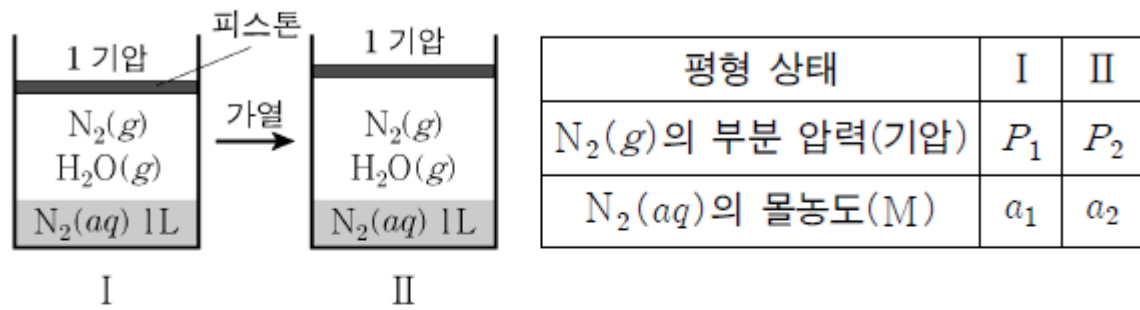 피스톤
1 기압
1 기압
N₂(g)
H₂O(g)
가열
N₂(g)
H₂O(g)
N₂(aq) 1L
N₂(aq) 1L
Ⅰ
Ⅱ
평형 상태 Ⅰ Ⅱ
N₂(g)의 부분 압력(기압) P₁ P₂
N₂(aq)의 몰농도(M) a₁ a₂